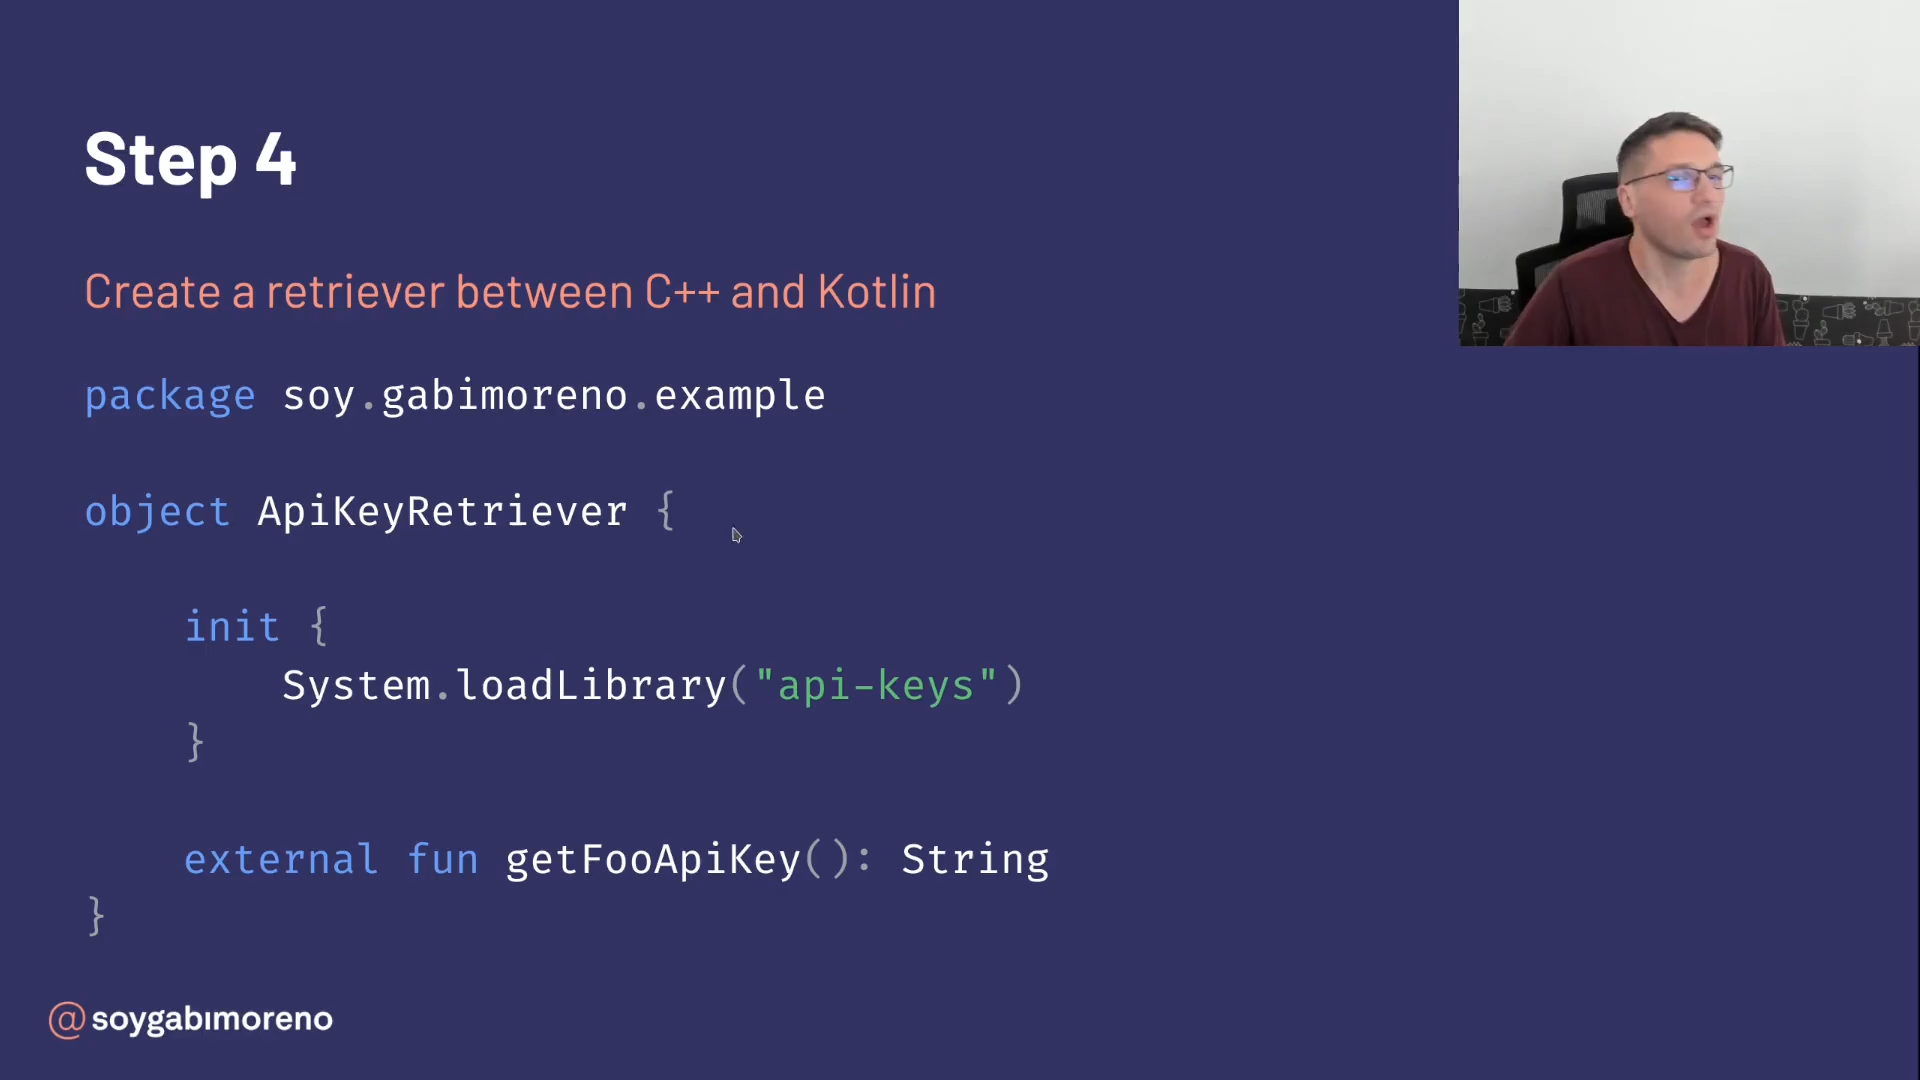 Step 4
Create a retriever between C++ and Kotlin
package soy.gabimoreno.example
object ApiKeyRetriever {
init {
System.loadLibrary("api-keys")
}
external fun getFooApiKey(): String
}
@soygabimoreno